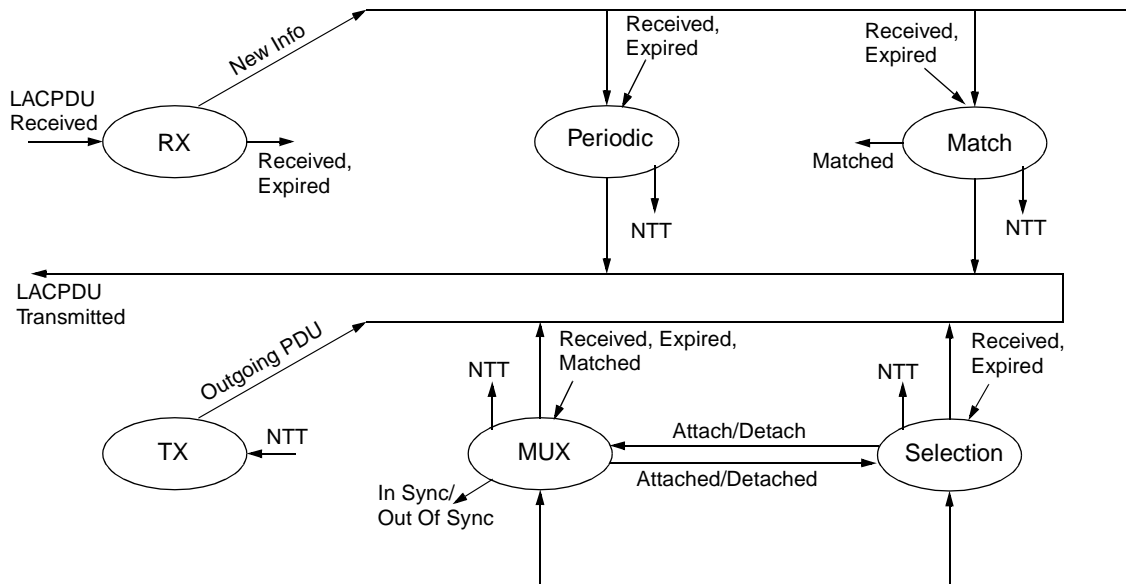 New Info
Received,
Expired
Received,
Expired
LACPDU
Received
RX
Received,
Expired
Periodic
NTT
Matched
Match
NTT
LACPDU
Transmitted
Outgoing PDU
Received, Expired,
Matched
Received,
Expired
NTT
NTT
TX
NTT
MUX
Attach/Detach
Attached/Detached
Selection
In Sync/
Out Of Sync